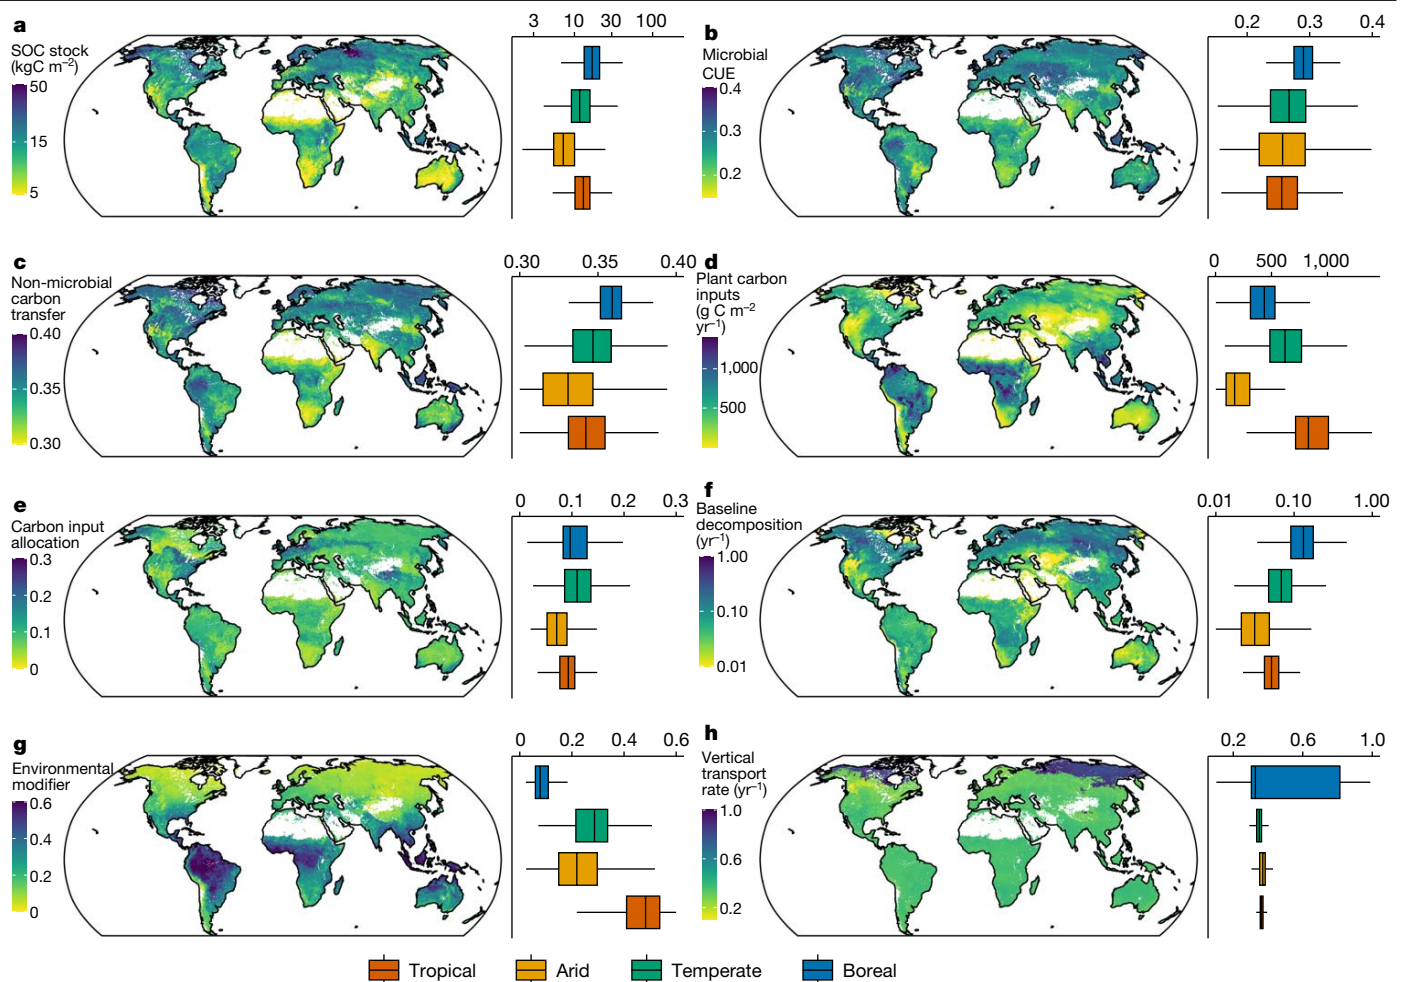 a
SOC stock
(kgC m⁻²)
50
15
5
3 10 30 100
b
Microbial
CUE
0.4
0.3
0.2
0.2 0.3 0.4
c
Non-microbial
carbon
transfer
0.40
0.35
0.30
0.30 0.35 0.40
d
Plant carbon
inputs
(g C m⁻²
yr⁻¹)
1,000
500
0 500 1,000
e
Carbon input
allocation
0.3
0.2
0.1
0
0 0.1 0.2 0.3
f
Baseline
decomposition
(yr⁻¹)
1.00
0.10
0.01
0.01 0.10 1.00
g
Environmental
modifier
0.6
0.4
0.2
0
0 0.2 0.4 0.6
h
Vertical
transport
rate (yr⁻¹)
1.0
0.6
0.2
0.2 0.6 1.0
Tropical Arid Temperate Boreal